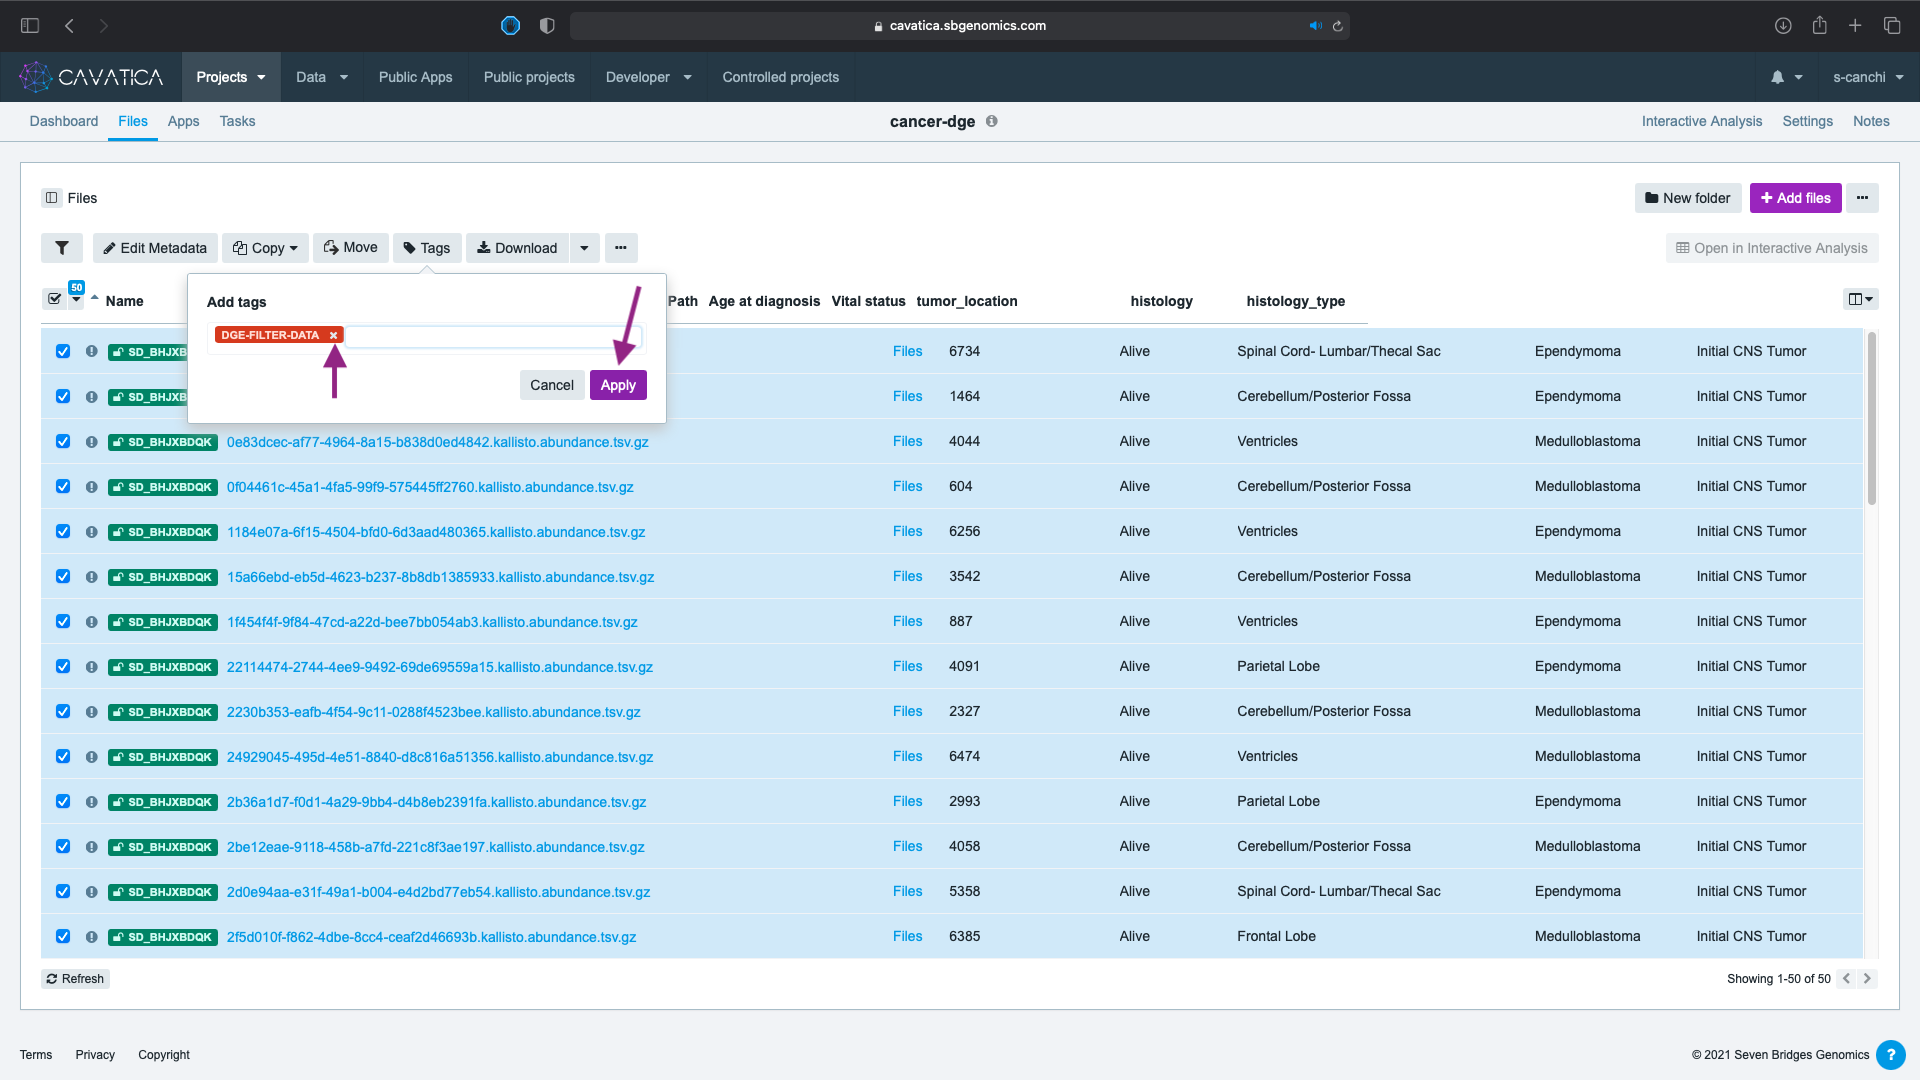 cavatica.sbgenomics.com
CAVATICA Projects Data Public Apps Public projects Developer Controlled projects s-canchi
Dashboard Files Apps Tasks cancer-dge Interactive Analysis Settings Notes
Files New folder + Add files
Edit Metadata Copy Move Tags Download Open in Interactive Analysis
50
Name Path Age at diagnosis Vital status tumor_location histology histology_type
Add tags
DGE-FILTER-DATA ×
Cancel Apply
SD_BHJXB Files 6734 Alive Spinal Cord- Lumbar/Thecal Sac Ependymoma Initial CNS Tumor
SD_BHJXB Files 1464 Alive Cerebellum/Posterior Fossa Ependymoma Initial CNS Tumor
SD_BHJXBDQK 0e83dcec-af77-4964-8a15-b838d0ed4842.kallisto.abundance.tsv.gz Files 4044 Alive Ventricles Medulloblastoma Initial CNS Tumor
SD_BHJXBDQK 0f04461c-45a1-4fa5-99f9-575445ff2760.kallisto.abundance.tsv.gz Files 604 Alive Cerebellum/Posterior Fossa Medulloblastoma Initial CNS Tumor
SD_BHJXBDQK 1184e07a-6f15-4504-bfd0-6d3aad480365.kallisto.abundance.tsv.gz Files 6256 Alive Ventricles Ependymoma Initial CNS Tumor
SD_BHJXBDQK 15a66ebd-eb5d-4623-b237-8b8db1385933.kallisto.abundance.tsv.gz Files 3542 Alive Cerebellum/Posterior Fossa Medulloblastoma Initial CNS Tumor
SD_BHJXBDQK 1f454f4f-9f84-47cd-a22d-bee7bb054ab3.kallisto.abundance.tsv.gz Files 887 Alive Ventricles Ependymoma Initial CNS Tumor
SD_BHJXBDQK 22114474-2744-4ee9-9492-69de69559a15.kallisto.abundance.tsv.gz Files 4091 Alive Parietal Lobe Ependymoma Initial CNS Tumor
SD_BHJXBDQK 2230b353-eafb-4f54-9c11-0288f4523bee.kallisto.abundance.tsv.gz Files 2327 Alive Cerebellum/Posterior Fossa Medulloblastoma Initial CNS Tumor
SD_BHJXBDQK 24929045-495d-4e51-8840-d8c816a51356.kallisto.abundance.tsv.gz Files 6474 Alive Ventricles Medulloblastoma Initial CNS Tumor
SD_BHJXBDQK 2b36a1d7-f0d1-4a29-9bb4-d4b8eb2391fa.kallisto.abundance.tsv.gz Files 2993 Alive Parietal Lobe Ependymoma Initial CNS Tumor
SD_BHJXBDQK 2be12eae-9118-458b-a7fd-221c8f3ae197.kallisto.abundance.tsv.gz Files 4058 Alive Cerebellum/Posterior Fossa Medulloblastoma Initial CNS Tumor
SD_BHJXBDQK 2d0e94aa-e31f-49a1-b004-e4d2bd77eb54.kallisto.abundance.tsv.gz Files 5358 Alive Spinal Cord- Lumbar/Thecal Sac Ependymoma Initial CNS Tumor
SD_BHJXBDQK 2f5d010f-f862-4dbe-8cc4-ceaf2d46693b.kallisto.abundance.tsv.gz Files 6385 Alive Frontal Lobe Medulloblastoma Initial CNS Tumor
Refresh Showing 1-50 of 50
Terms Privacy Copyright © 2021 Seven Bridges Genomics ?